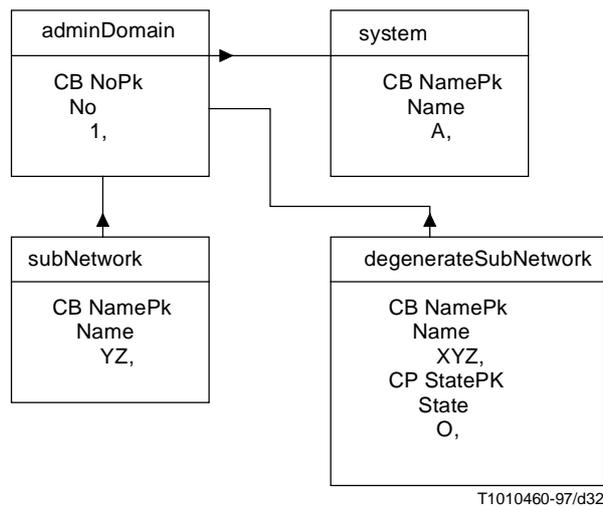 adminDomain
CB NoPk
No
1,
system
CB NamePk
Name
A,
subNetwork
CB NamePk
Name
YZ,
degenerateSubNetwork
CB NamePk
Name
XYZ,
CP StatePK
State
O,
T1010460-97/d32